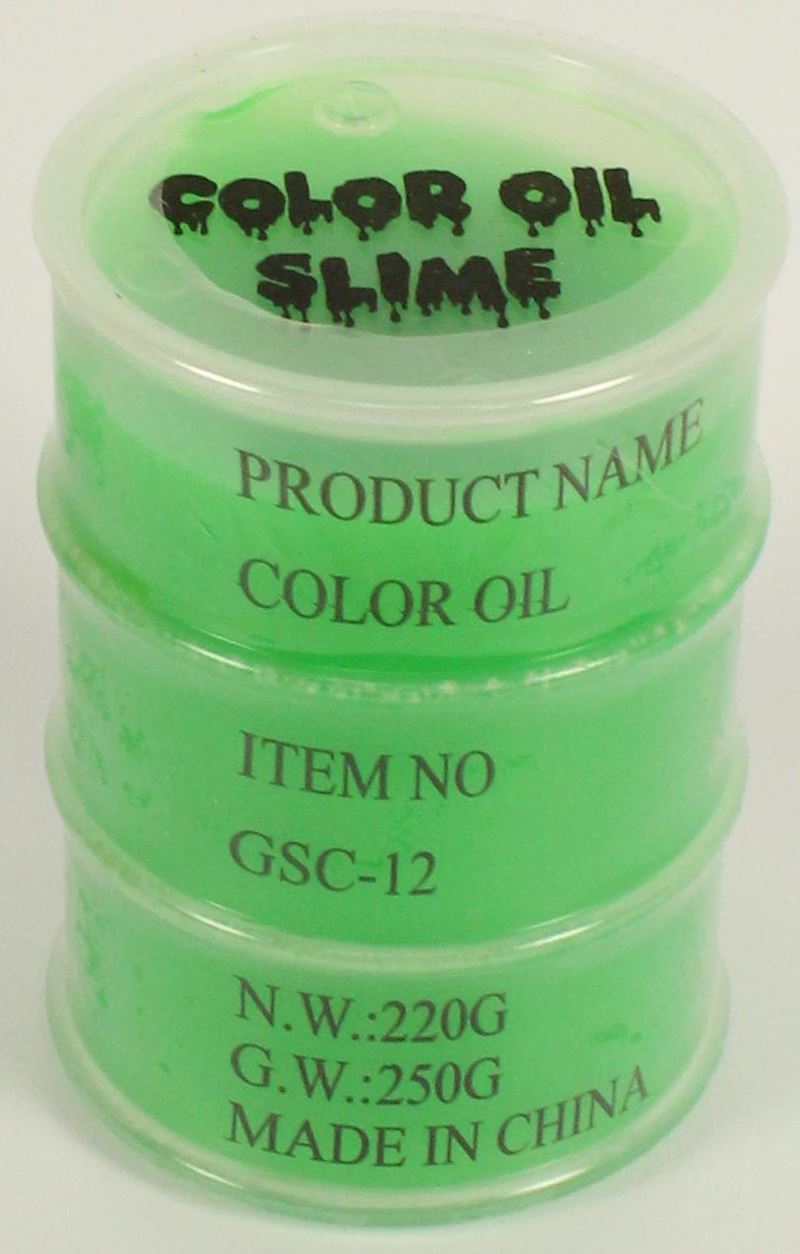 COLOR OIL
SLIME
PRODUCT NAME
COLOR OIL
ITEM NO
GSC-12
N.W.:220G
G.W.:250G
MADE IN CHINA